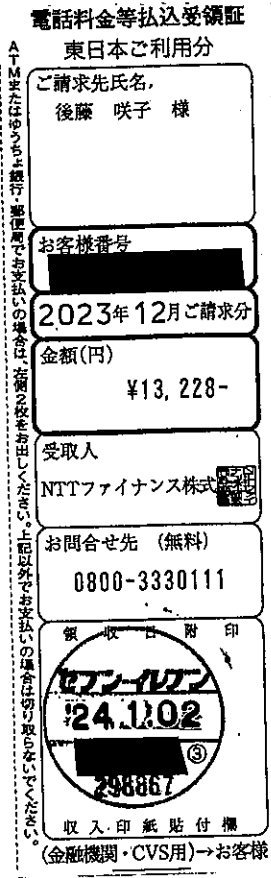 電話料金等払込受領証
東日本ご利用分
ご請求先氏名,
後藤 咲子 様
お客様番号
2023年12月ご請求分
金額(円)
¥13,228-
受取人
NTTファイナンス株式
お問合せ先 (無料)
0800-3330111
領収日附印
セブン-イレブン
'24.1.02
③
298867
収入印紙貼付欄
(金融機関・CVS用)→お客様
ATMまたはゆうちょ銀行・郵便局でお支払いの場合は、左側2枚をお出しください。上記以外でお支払いの場合は切り取らないでください。